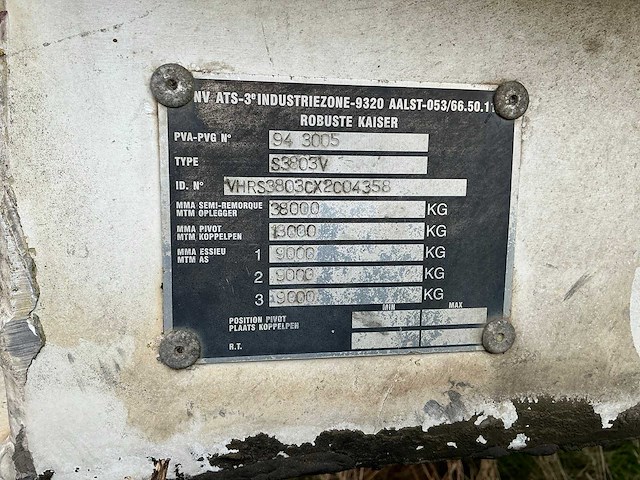 NV ATS-3e INDUSTRIEZONE-9320 AALST-053/66.50.11
ROBUSTE KAISER
PVA-PVG N° 94 3005
TYPE S3803V
ID. N° VHRS3803CX2C04358
MMA SEMI-REMORQUE
MTM OPLEGGER 38000 KG
MMA PIVOT
MTM KOPPELPEN 13000 KG
MMA ESSIEU
MTM AS 1 9000 KG
2 9000 KG
3 9000 KG
MIN MAX
POSITION PIVOT
PLAATS KOPPELPEN
R.T.